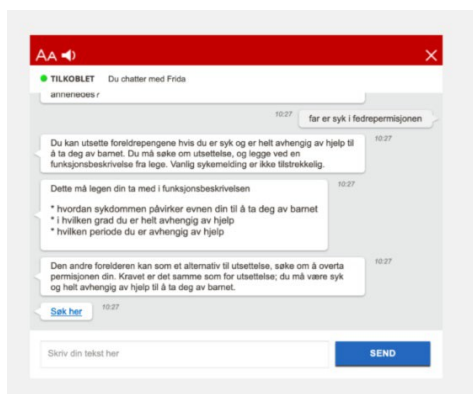 AA
TILKOBLET Du chatter med Frida
annenedes?
10:27
far er syk i fedrepermisjonen
Du kan utsette foreldrepengene hvis du er syk og er helt avhengig av hjelp til
å ta deg av barnet. Du må søke om utsettelse, og legge ved en
funksjonsbeskrivelse fra lege. Vanlig sykemelding er ikke tilstrekkelig.
10:27
Dette må legen din ta med i funksjonsbeskrivelsen
10:27
* hvordan sykdommen påvirker evnen din til å ta deg av barnet
* i hvilken grad du er helt avhengig av hjelp
* hvilken periode du er avhengig av hjelp
Den andre forelderen kan som et alternativ til utsettelse, søke om å overta
permisjonen din. Kravet er det samme som for utsettelse; du må være syk
og helt avhengig av hjelp til å ta deg av barnet.
10:27
Søk her
10:27
Skriv din tekst her
SEND